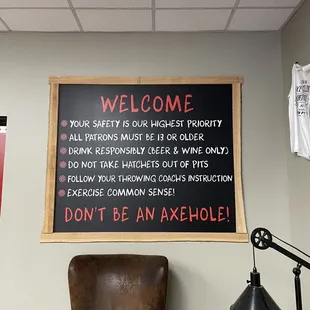 WELCOME
YOUR SAFETY IS OUR HIGHEST PRIORITY
ALL PATRONS MUST BE 13 OR OLDER
DRINK RESPONSIBLY (BEER & WINE ONLY)
DO NOT TAKE HATCHETS OUT OF PITS
FOLLOW YOUR THROWING COACH'S INSTRUCTION
EXERCISE COMMON SENSE!
DON'T BE AN AXEHOLE!